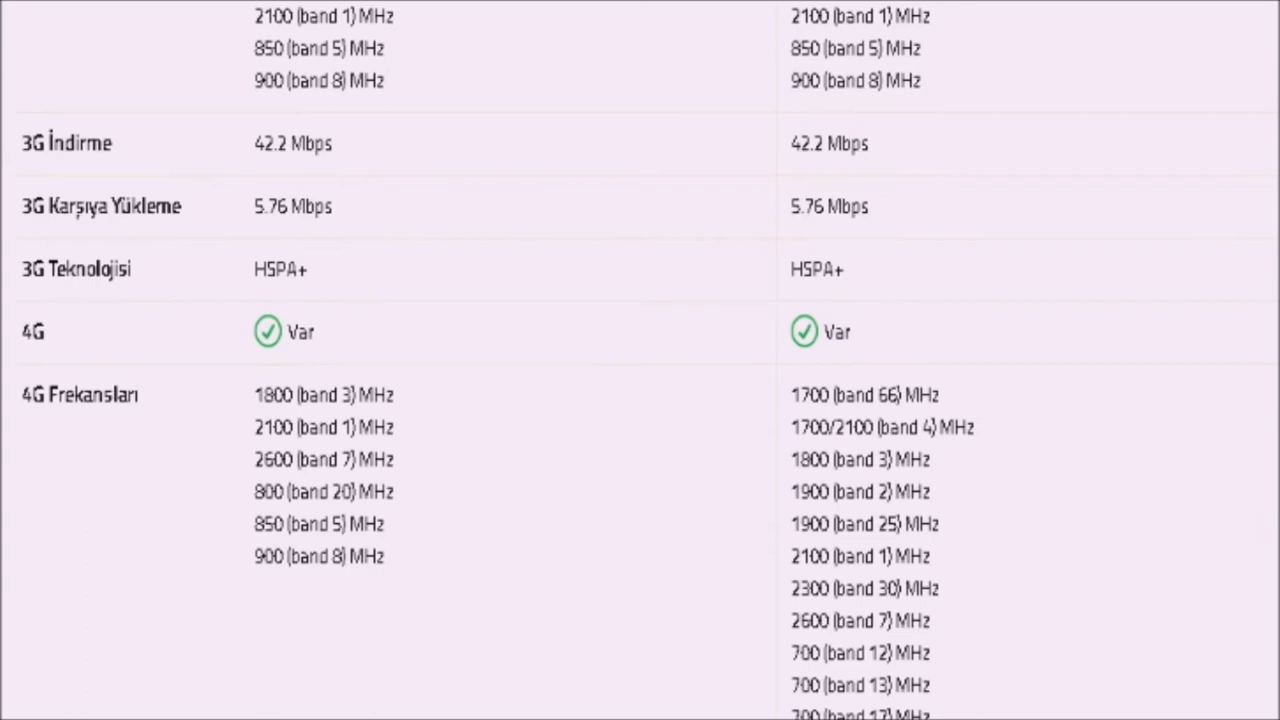 2100 (band 1) MHz 2100 (band 1) MHz
850 (band 5) MHz 850 (band 5) MHz
900 (band 8) MHz 900 (band 8) MHz
3G İndirme 42.2 Mbps 42.2 Mbps
3G Karşıya Yükleme 5.76 Mbps 5.76 Mbps
3G Teknolojisi HSPA+ HSPA+
4G Var Var
4G Frekansları 1800 (band 3) MHz 1700 (band 66) MHz
2100 (band 1) MHz 1700/2100 (band 4) MHz
2600 (band 7) MHz 1800 (band 3) MHz
800 (band 20) MHz 1900 (band 2) MHz
850 (band 5) MHz 1900 (band 25) MHz
900 (band 8) MHz 2100 (band 1) MHz
2300 (band 30) MHz
2600 (band 7) MHz
700 (band 12) MHz
700 (band 13) MHz
700 (band 17) MHz